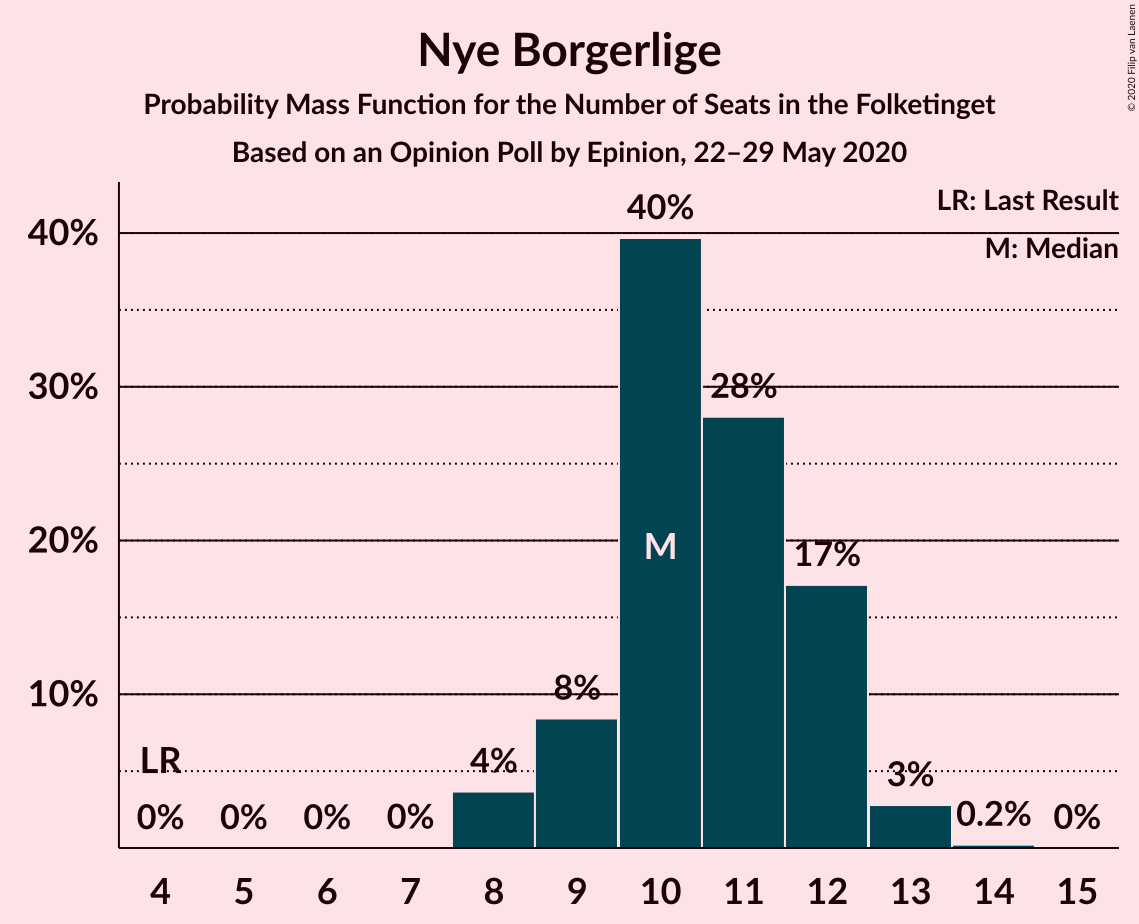 Nye Borgerlige
Probability Mass Function for the Number of Seats in the Folketinget
Based on an Opinion Poll by Epinion, 22–29 May 2020
© 2020 Filip van Laenen
LR: Last Result
M: Median
40%
30%
20%
10%
LR
0%
0%
0%
0%
4%
8%
40%
M
28%
17%
3%
0.2%
0%
4 5 6 7 8 9 10 11 12 13 14 15